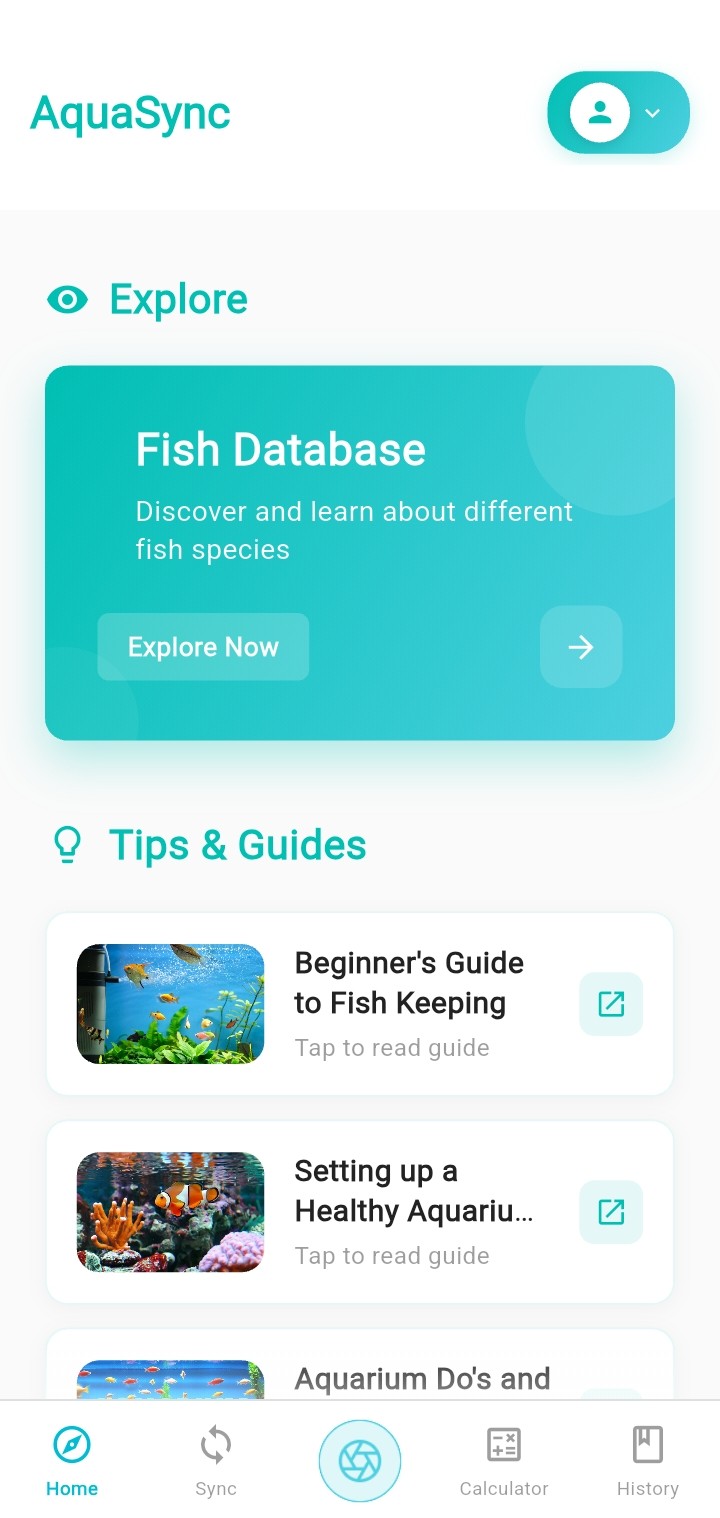 AquaSync
Explore
Fish Database
Discover and learn about different
fish species
Explore Now
Tips & Guides
Beginner's Guide
to Fish Keeping
Tap to read guide
Setting up a
Healthy Aquariu...
Tap to read guide
Aquarium Do's and
Home
Sync
Calculator
History